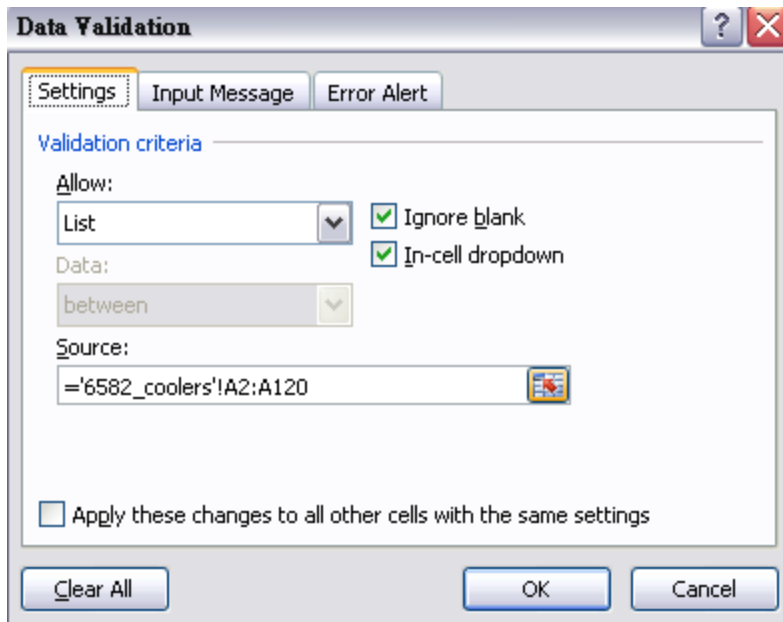 Data Validation
Settings Input Message Error Alert
Validation criteria
Allow:
List
Ignore blank
In-cell dropdown
Data:
between
Source:
='6582_coolers'!A2:A120
Apply these changes to all other cells with the same settings
Clear All OK Cancel